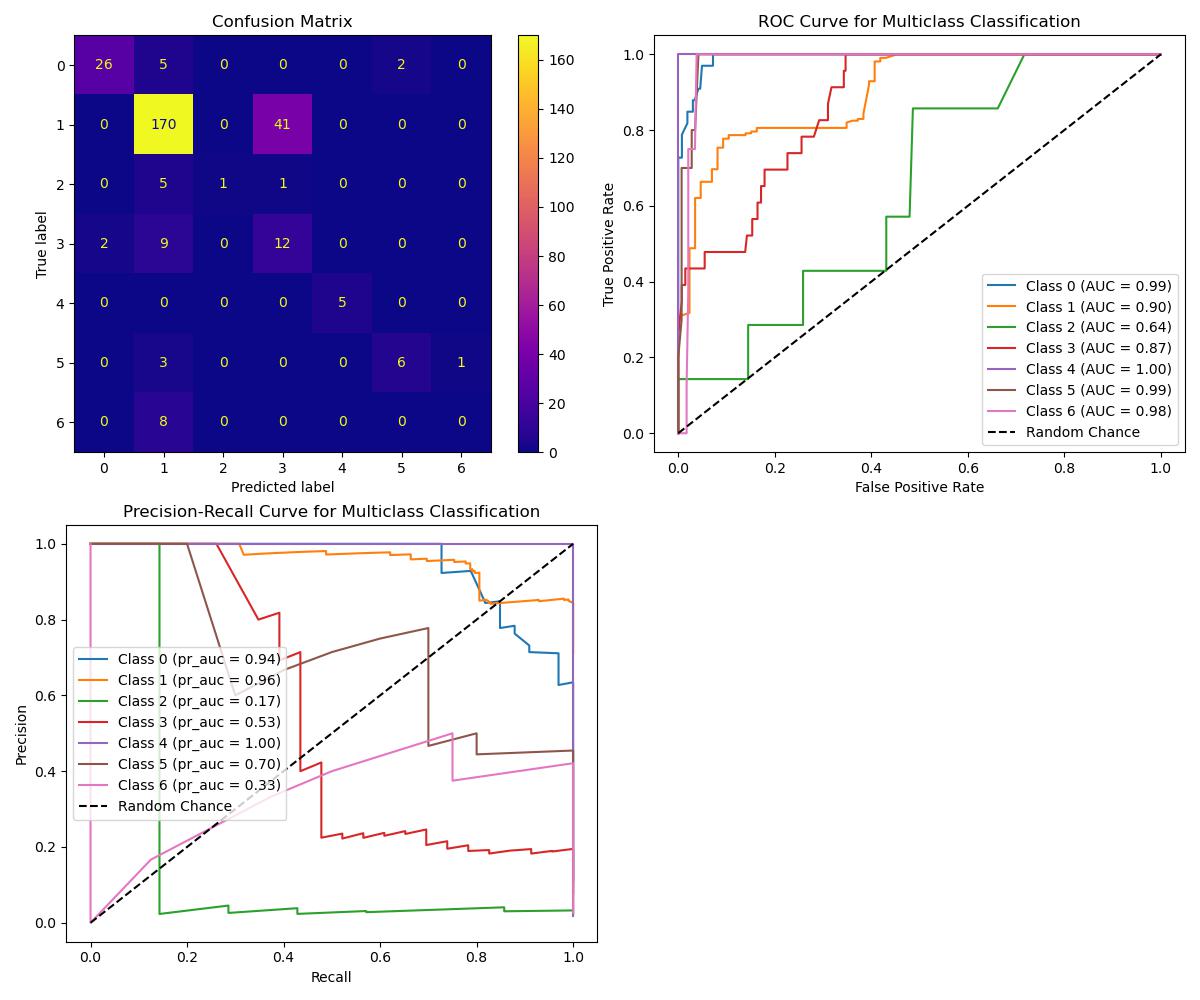 Confusion Matrix
True label
0 26 5 0 0 0 2 0
1 0 170 0 41 0 0 0
2 0 5 1 1 0 0 0
3 2 9 0 12 0 0 0
4 0 0 0 0 5 0 0
5 0 3 0 0 0 6 1
6 0 8 0 0 0 0 0
0 1 2 3 4 5 6
Predicted label
160
140
120
100
80
60
40
20
0
ROC Curve for Multiclass Classification
True Positive Rate
1.0
0.8
0.6
0.4
0.2
0.0
Class 0 (AUC = 0.99)
Class 1 (AUC = 0.90)
Class 2 (AUC = 0.64)
Class 3 (AUC = 0.87)
Class 4 (AUC = 1.00)
Class 5 (AUC = 0.99)
Class 6 (AUC = 0.98)
Random Chance
0.0 0.2 0.4 0.6 0.8 1.0
False Positive Rate
Precision-Recall Curve for Multiclass Classification
Precision
1.0
0.8
0.6
0.4
0.2
0.0
Class 0 (pr_auc = 0.94)
Class 1 (pr_auc = 0.96)
Class 2 (pr_auc = 0.17)
Class 3 (pr_auc = 0.53)
Class 4 (pr_auc = 1.00)
Class 5 (pr_auc = 0.70)
Class 6 (pr_auc = 0.33)
Random Chance
0.0 0.2 0.4 0.6 0.8 1.0
Recall